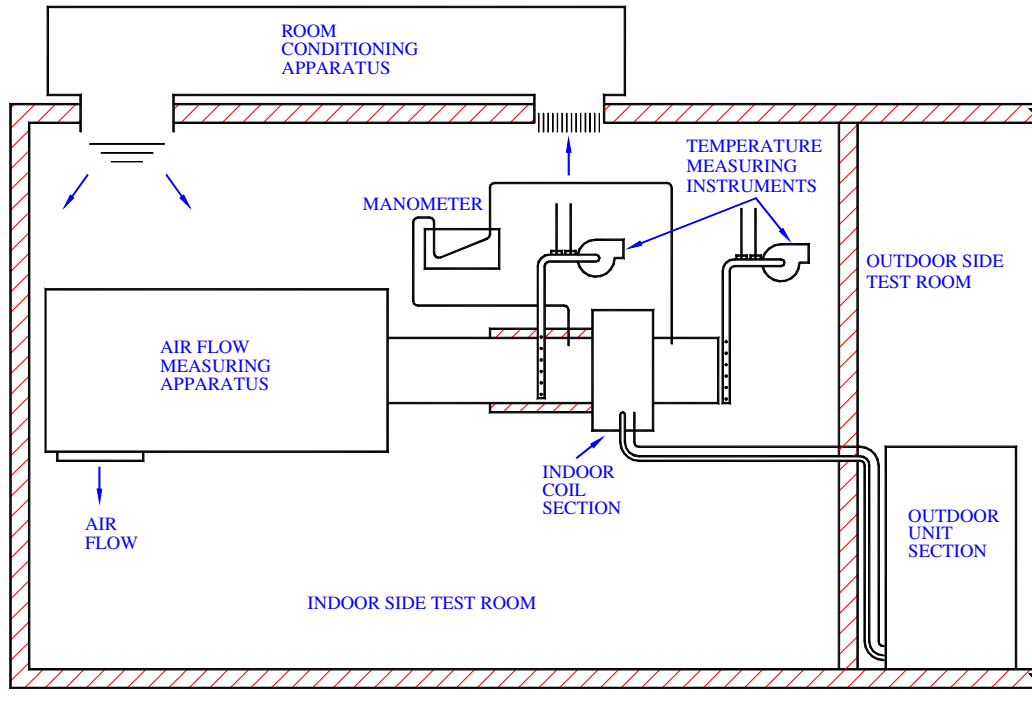 ROOM
CONDITIONING
APPARATUS
TEMPERATURE
MEASURING
INSTRUMENTS
MANOMETER
OUTDOOR SIDE
TEST ROOM
AIR FLOW
MEASURING
APPARATUS
INDOOR
COIL
SECTION
AIR
FLOW
OUTDOOR
UNIT
SECTION
INDOOR SIDE TEST ROOM